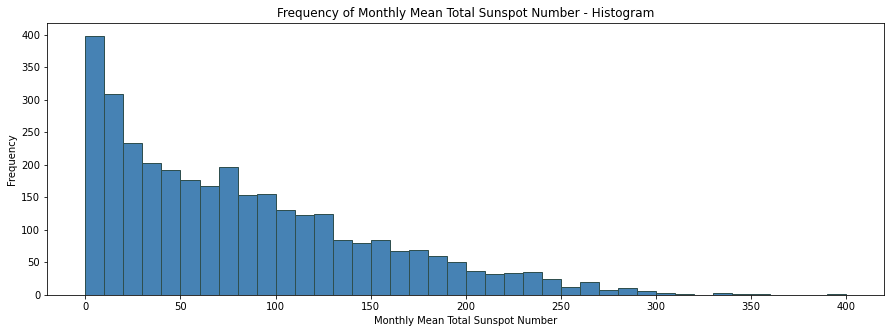 Frequency of Monthly Mean Total Sunspot Number - Histogram
400
350
300
250
200
150
100
50
0
Frequency
0 50 100 150 200 250 300 350 400
Monthly Mean Total Sunspot Number